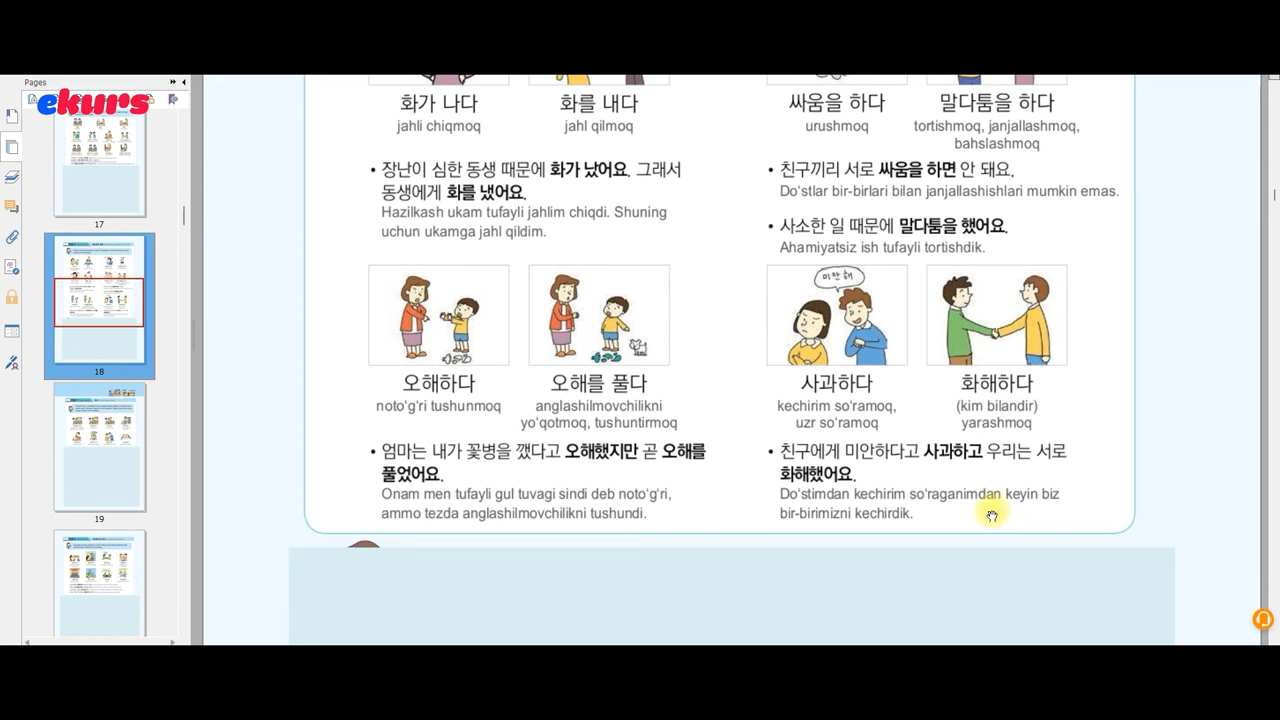 Pages
ekurs
17
18
19
화가 나다
jahli chiqmoq
화를 내다
jahl qilmoq
• 장난이 심한 동생 때문에 화가 났어요. 그래서
동생에게 화를 냈어요.
Hazilkash ukam tufayli jahlim chiqdi. Shuning
uchun ukamga jahl qildim.
오해하다
noto‘g‘ri tushunmoq
오해를 풀다
anglashilmovchilikni
yo‘qotmoq, tushuntirmoq
• 엄마는 내가 꽃병을 깼다고 오해했지만 곧 오해를
풀었어요.
Onam men tufayli gul tuvagi sindi deb noto‘g‘ri,
ammo tezda anglashilmovchilikni tushundi.
싸움을 하다
urushmoq
말다툼을 하다
tortishmoq, janjallashmoq,
bahslashmoq
• 친구끼리 서로 싸움을 하면 안 돼요.
Do‘stlar bir-birlari bilan janjallashishlari mumkin emas.
• 사소한 일 때문에 말다툼을 했어요.
Ahamiyatsiz ish tufayli tortishdik.
미안해
사과하다
kechirim so‘ramoq,
uzr so‘ramoq
화해하다
(kim bilandir)
yarashmoq
• 친구에게 미안하다고 사과하고 우리는 서로
화해했어요.
Do‘stimdan kechirim so‘raganimdan keyin biz
bir-birimizni kechirdik.